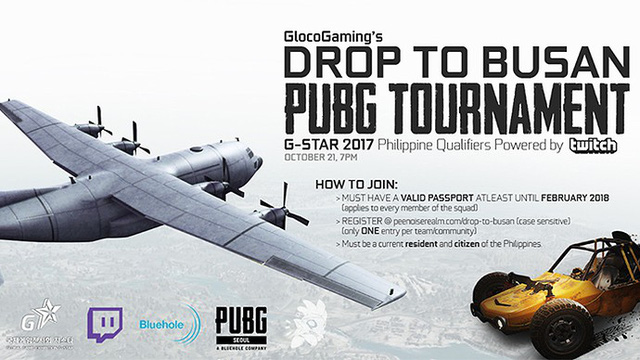 GlocoGaming's
DROP TO BUSAN
PUBG TOURNAMENT
G-STAR 2017 Philippine Qualifiers Powered by twitch
OCTOBER 21, 7PM
HOW TO JOIN:
> MUST HAVE A VALID PASSPORT ATLEAST UNTIL FEBRUARY 2018
(applies to every member of the squad)
> REGISTER @ peenoiserealm.com/drop-to-busan (case sensitive)
(only ONE entry per team/community)
> Must be a current resident and citizen of the Philippines
G
Bluehole
PUBG
SEOUL
A BLUEHOLE COMPANY